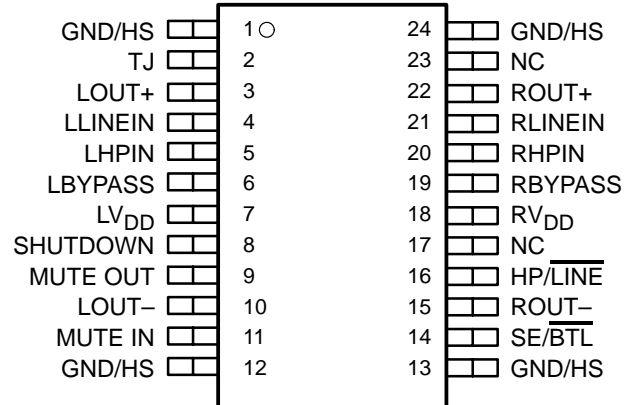 GND/HS 1 24 GND/HS
TJ 2 23 NC
LOUT+ 3 22 ROUT+
LLINEIN 4 21 RLINEIN
LHPIN 5 20 RHPIN
LBYPASS 6 19 RBYPASS
LVDD 7 18 RVDD
SHUTDOWN 8 17 NC
MUTE OUT 9 16 HP/L̅I̅N̅E̅
LOUT– 10 15 ROUT–
MUTE IN 11 14 SE/B̅T̅L̅
GND/HS 12 13 GND/HS